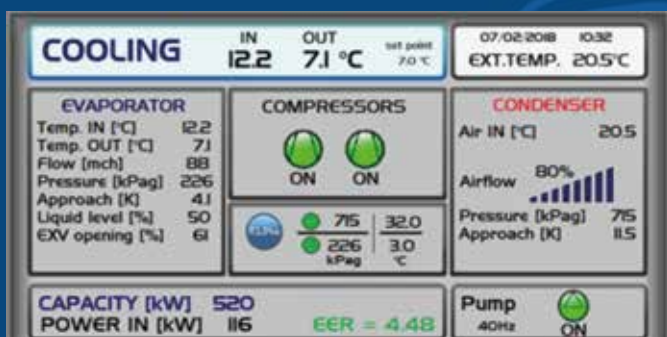 COOLING
IN OUT
12.2 7.1 °C
set point
7.0 °C
07/02/2018 10:32
EXT.TEMP. 20.5°C
EVAPORATOR
Temp. IN [°C] 12.2
Temp. OUT [°C] 7.1
Flow [mch] 88
Pressure [kPag] 226
Approach [K] 4.1
Liquid level [%] 50
EXV opening [%] 61
COMPRESSORS
ON ON
715 32.0
226 3.0
kPag °C
CONDENSER
Air IN [°C] 20.5
80%
Airflow
Pressure [kPag] 715
Approach [K] 11.5
CAPACITY [kW] 520
POWER IN [kW] 116 EER = 4.48
Pump
40Hz ON